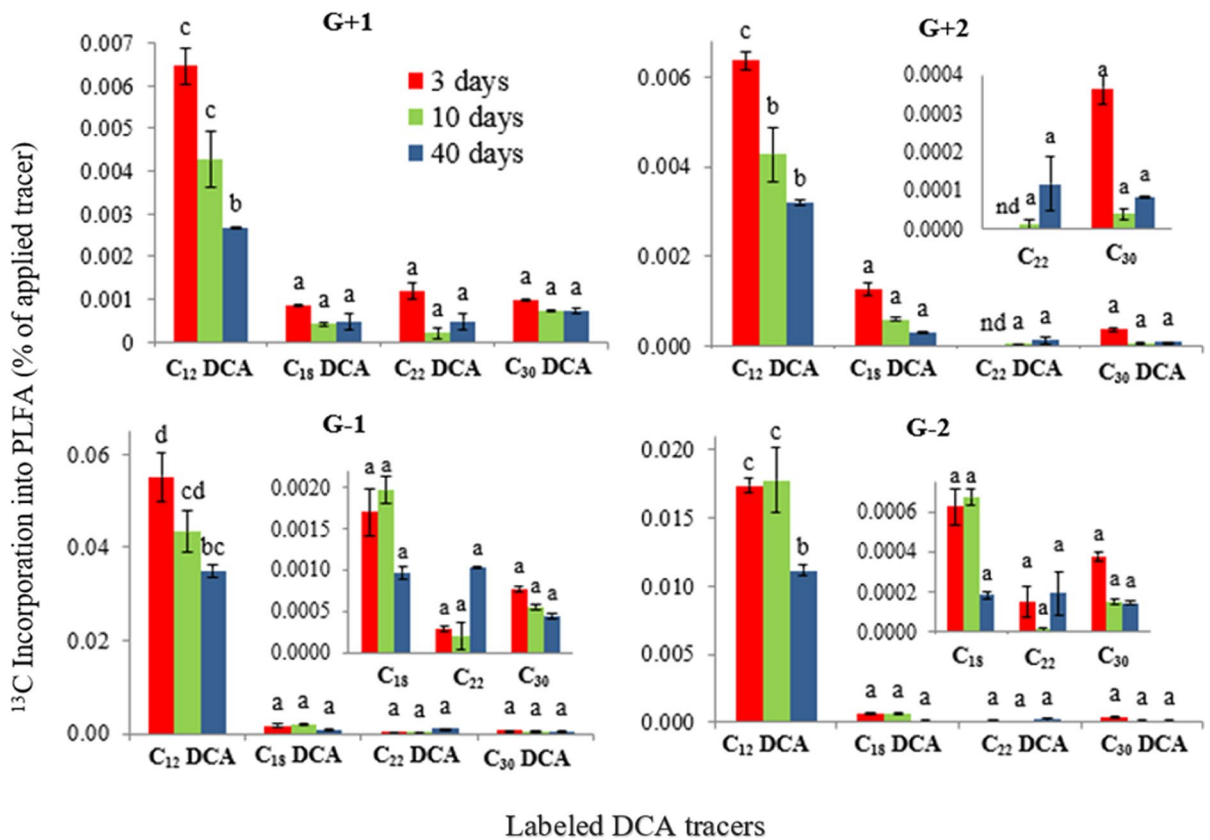 ¹³C Incorporation into PLFA (% of applied tracer)
G+1
0.007
0.006
0.005
0.004
0.003
0.002
0.001
0
c
c
b
a
a
a
a
a
a
a
a
a
3 days
10 days
40 days
C₁₂ DCA
C₁₈ DCA
C₂₂ DCA
C₃₀ DCA
G+2
0.006
0.004
0.002
0.000
c
b
b
a
a
a
nd
a
a
a
a
a
0.0004
0.0003
0.0002
0.0001
0.0000
nd
a
a
a
a
a
C₂₂
C₃₀
C₁₂ DCA
C₁₈ DCA
C₂₂ DCA
C₃₀ DCA
G-1
0.06
0.04
0.02
0.00
d
cd
bc
a
a
a
a
a
a
a
a
a
0.0020
0.0015
0.0010
0.0005
0.0000
a
a
a
a
a
a
a
a
a
C₁₈
C₂₂
C₃₀
C₁₂ DCA
C₁₈ DCA
C₂₂ DCA
C₃₀ DCA
G-2
0.020
0.015
0.010
0.005
0.000
c
c
b
a
a
a
a
a
a
a
a
a
0.0006
0.0004
0.0002
0.0000
a
a
a
a
a
a
a
a
a
C₁₈
C₂₂
C₃₀
C₁₂ DCA
C₁₈ DCA
C₂₂ DCA
C₃₀ DCA
Labeled DCA tracers